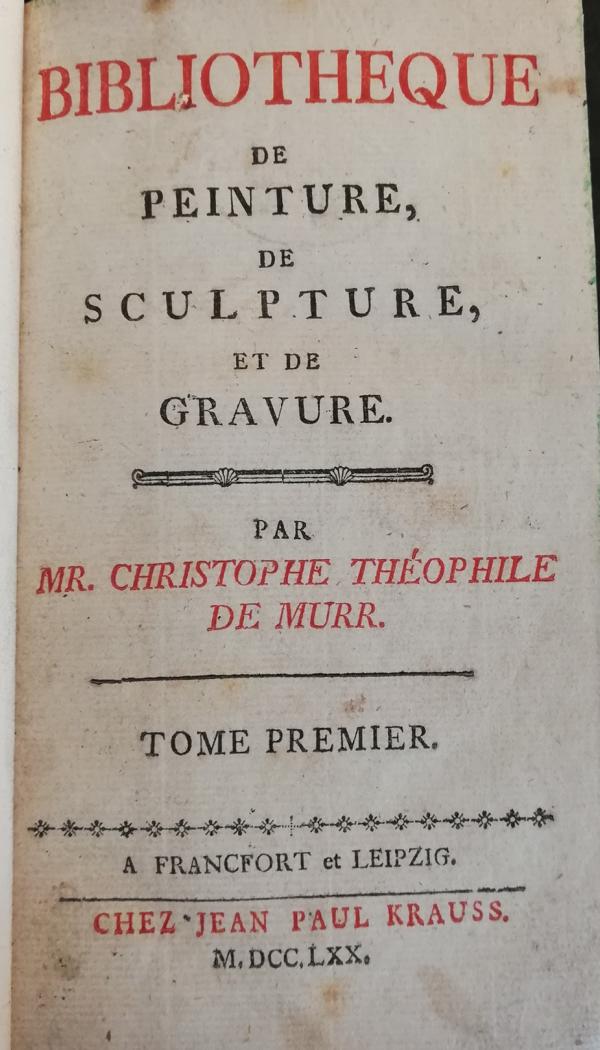 BIBLIOTHEQUE
DE
PEINTURE,
DE
SCULPTURE,
ET DE
GRAVURE.
PAR
MR. CHRISTOPHE THÉOPHILE
DE MURR.
TOME PREMIER.
A FRANCFORT et LEIPZIG.
CHEZ JEAN PAUL KRAUSS.
M.DCC.LXX.